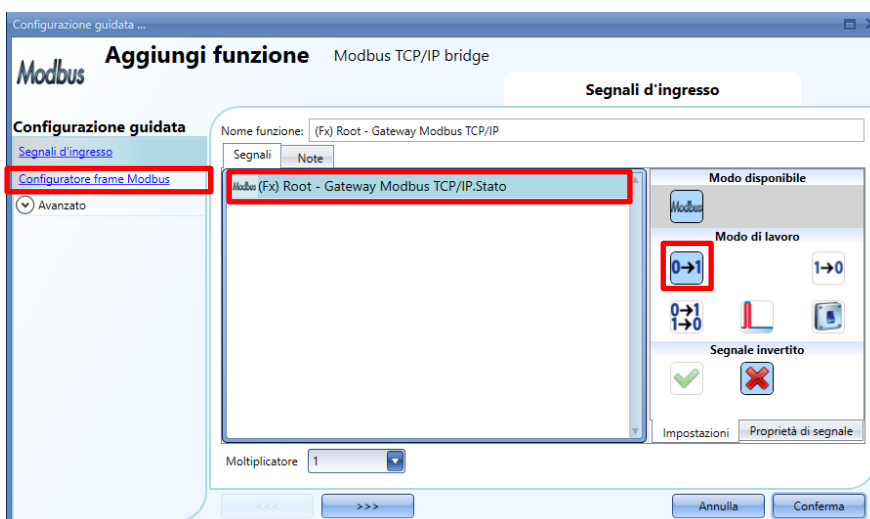 Configurazione guidata ...
Modbus
Aggiungi funzione Modbus TCP/IP bridge
Segnali d'ingresso
Configurazione guidata
Segnali d'ingresso
Configuratore frame Modbus
Avanzato
Nome funzione: (Fx) Root - Gateway Modbus TCP/IP
Segnali Note
Modbus (Fx) Root - Gateway Modbus TCP/IP.Stato
Modo disponibile
Modbus
Modo di lavoro
0→1 1→0
0→1
1→0
Segnale invertito
Impostazioni Proprietà di segnale
Moltiplicatore 1
<<< >>> Annulla Conferma